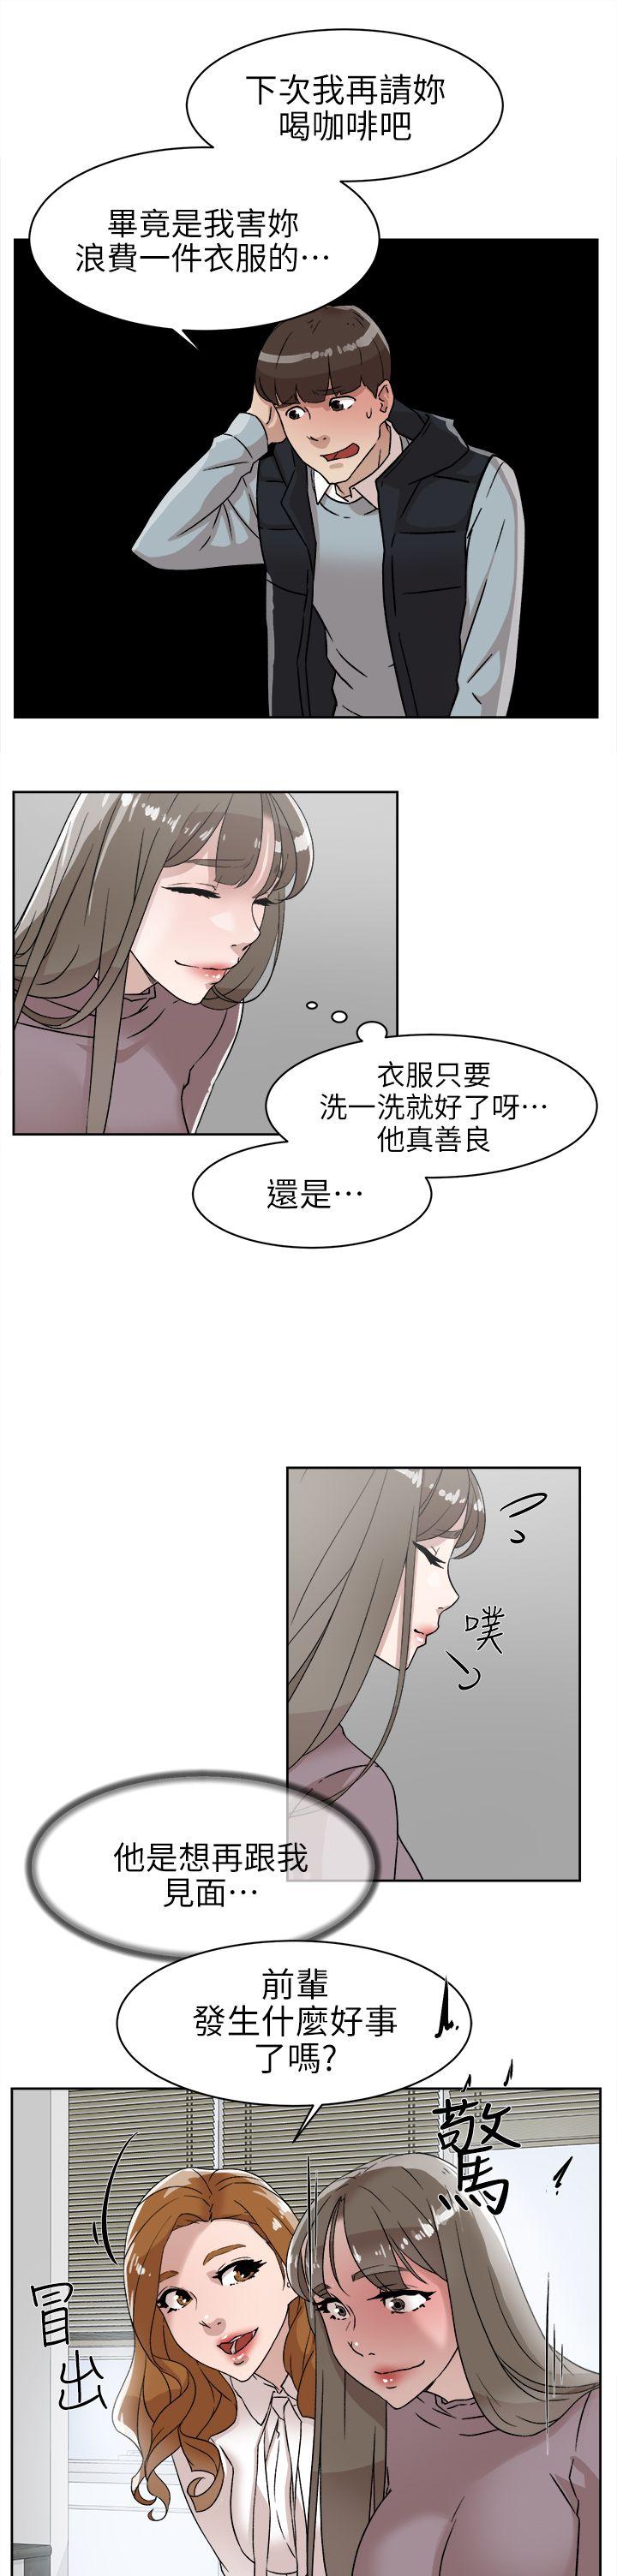 下次我再請妳
喝咖啡吧
畢竟是我害妳
浪費一件衣服的⋯
衣服只要
洗一洗就好了呀⋯
他真善良
還是⋯
噗
他是想再跟我
見面⋯
前輩
發生什麼好事
了嗎?
驚
冒
出